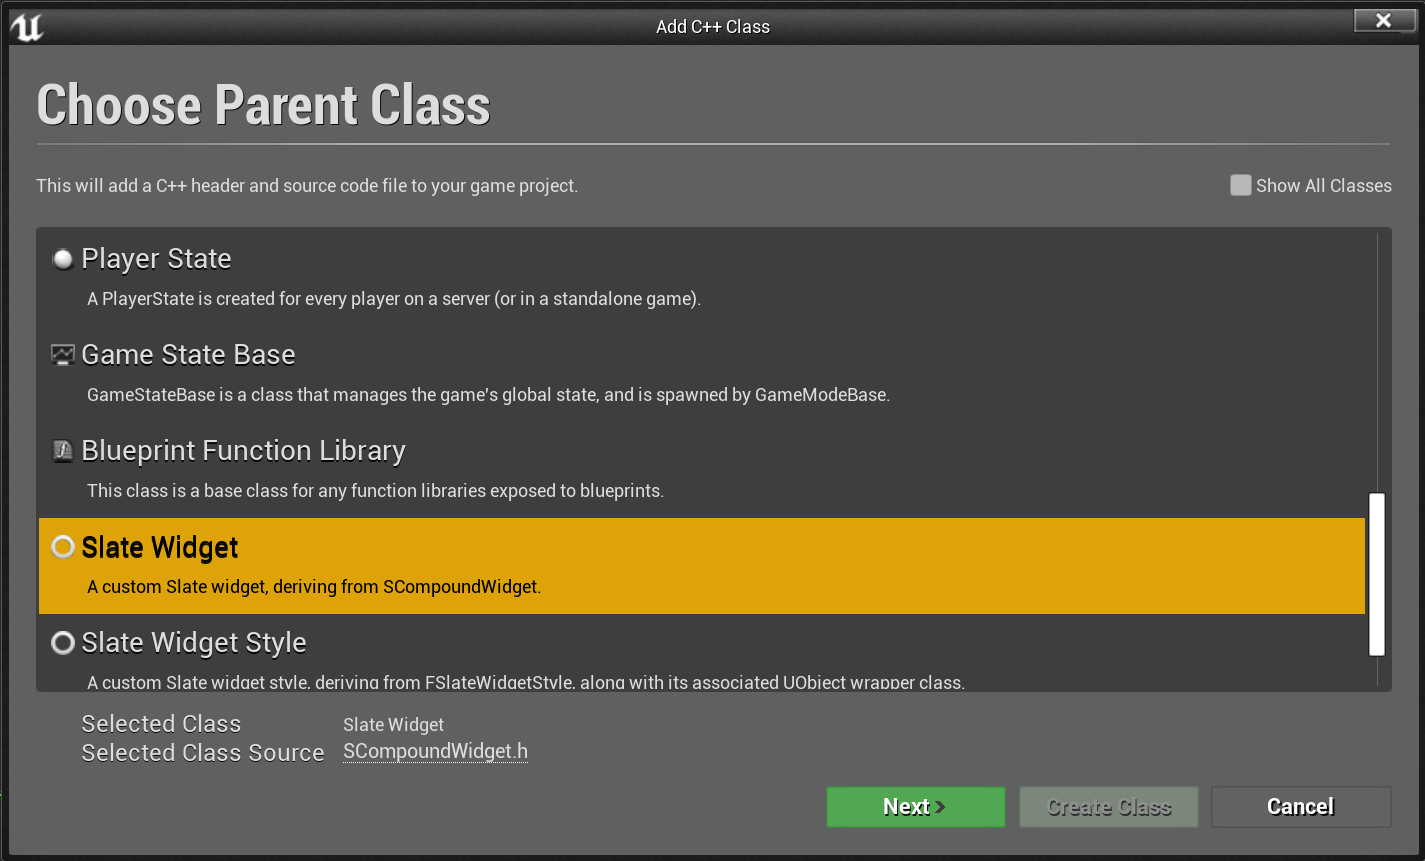 Add C++ Class
Choose Parent Class
This will add a C++ header and source code file to your game project.
Show All Classes
Player State
A PlayerState is created for every player on a server (or in a standalone game).
Game State Base
GameStateBase is a class that manages the game's global state, and is spawned by GameModeBase.
Blueprint Function Library
This class is a base class for any function libraries exposed to blueprints.
Slate Widget
A custom Slate widget, deriving from SCompoundWidget.
Slate Widget Style
A custom Slate widget style, deriving from FSlateWidgetStyle, along with its associated UObject wrapper class.
Selected Class
Slate Widget
Selected Class Source
SCompoundWidget.h
Next
Create Class
Cancel